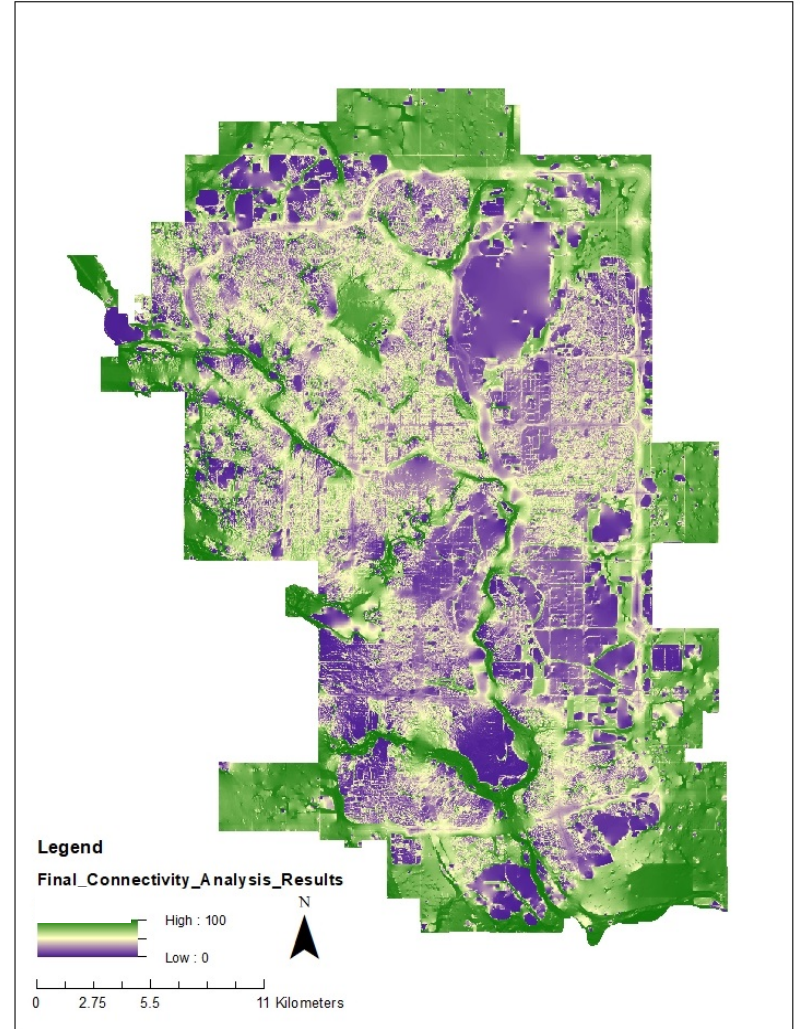 Legend
Final_Connectivity_Analysis_Results
N
High : 100
Low : 0
0 2.75 5.5 11 Kilometers